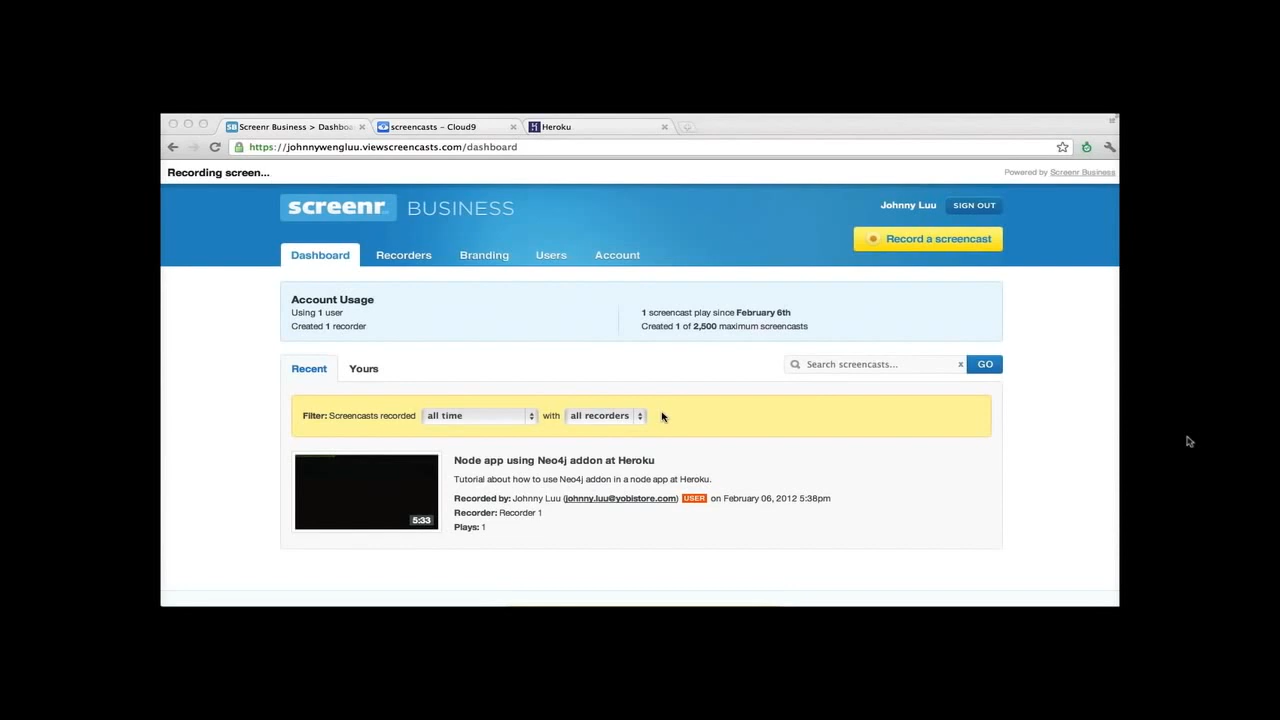 Screenr Business > Dashboa
screencasts - Cloud9
Heroku
https://johnnywengluu.viewscreencasts.com/dashboard
Recording screen...
Powered by Screenr Business
screenr BUSINESS
Johnny Luu
SIGN OUT
Record a screencast
Dashboard
Recorders
Branding
Users
Account
Account Usage
Using 1 user
Created 1 recorder
1 screencast play since February 6th
Created 1 of 2,500 maximum screencasts
Recent
Yours
Search screencasts...
x
GO
Filter: Screencasts recorded all time with all recorders
5:33
Node app using Neo4j addon at Heroku
Tutorial about how to use Neo4j addon in a node app at Heroku.
Recorded by: Johnny Luu (johnny.luu@yobistore.com) USER on February 06, 2012 5:38pm
Recorder: Recorder 1
Plays: 1